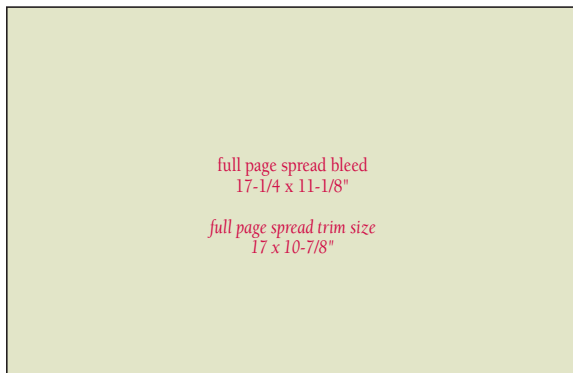 full page spread bleed
17-1/4 x 11-1/8"
full page spread trim size
17 x 10-7/8"